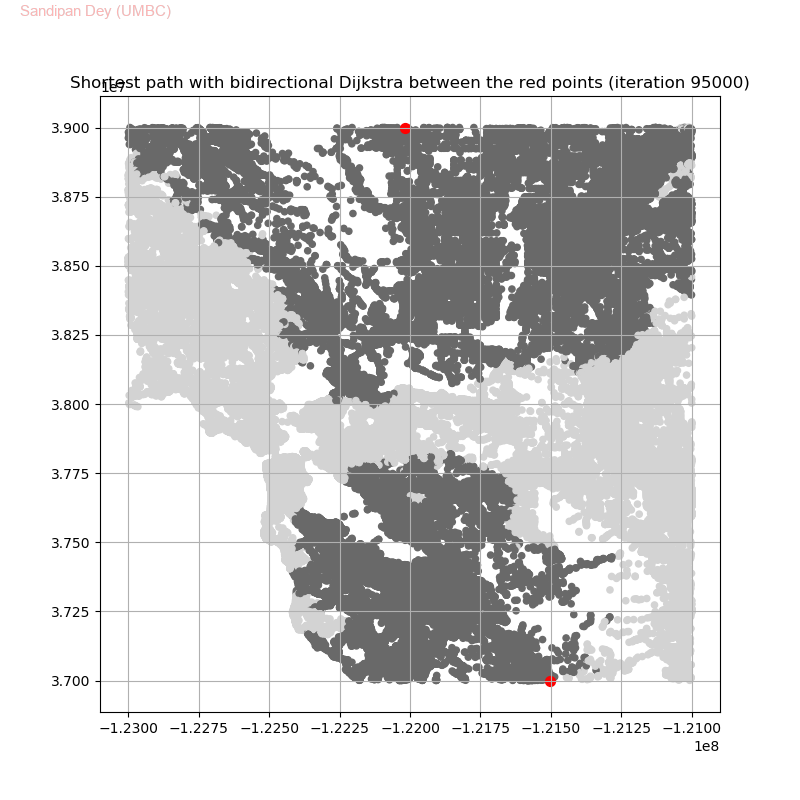 Sandipan Dey (UMBC)
Shortest path with bidirectional Dijkstra between the red points (iteration 95000)
1e7
3.900
3.875
3.850
3.825
3.800
3.775
3.750
3.725
3.700
−1.2300 −1.2275 −1.2250 −1.2225 −1.2200 −1.2175 −1.2150 −1.2125 −1.2100
1e8